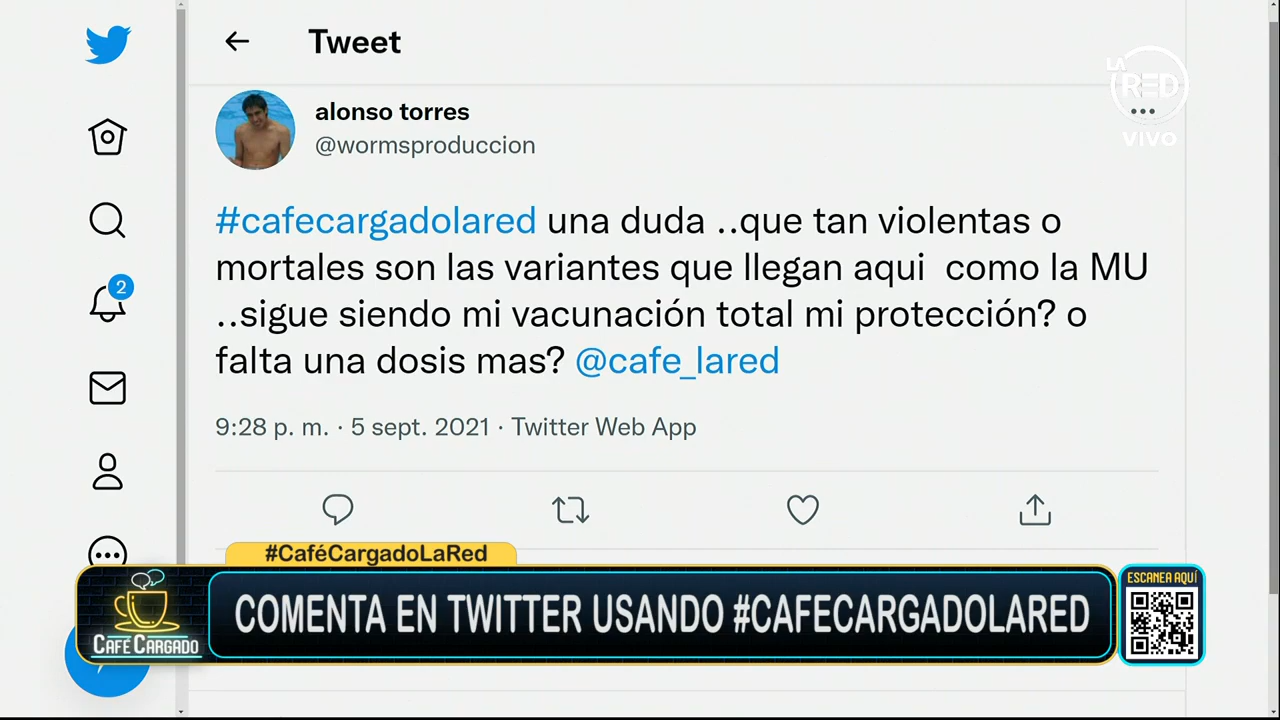 Tweet
LA
RED
VIVO
alonso torres
@wormsproduccion
#cafecargadolared una duda ..que tan violentas o
mortales son las variantes que llegan aqui  como la MU
..sigue siendo mi vacunación total mi protección? o
falta una dosis mas? @cafe_lared
2
9:28 p. m. · 5 sept. 2021 · Twitter Web App
#CaféCargadoLaRed
CAFÉ CARGADO
COMENTA EN TWITTER USANDO #CAFECARGADOLARED
ESCANEA AQUÍ